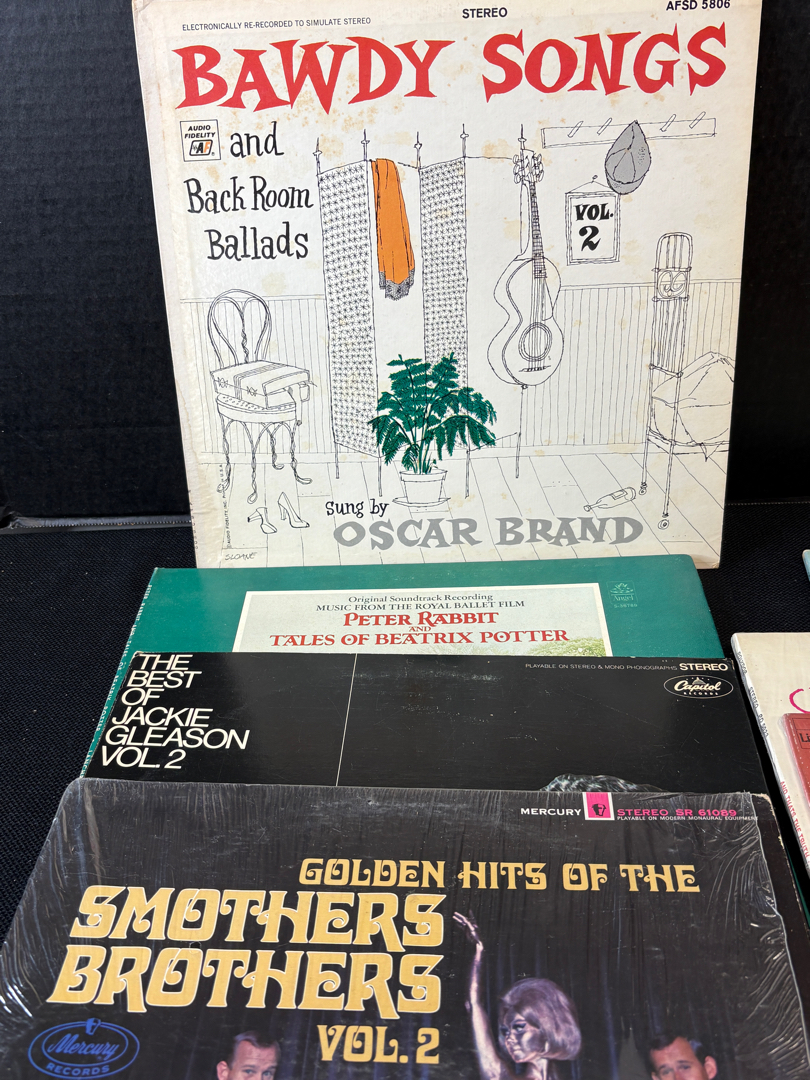 ELECTRONICALLY RE-RECORDED TO SIMULATE STEREO
STEREO
AFSD 5806
BAWDY SONGS
AUDIO
FIDELITY
and
Back Room
Ballads
VOL.
2
Sung by
OSCAR BRAND
SLOANE
Original Soundtrack Recording
MUSIC FROM THE ROYAL BALLET FILM
PETER RABBIT
AND
TALES OF BEATRIX POTTER
Angel
THE
BEST
OF
JACKIE
GLEASON
VOL.2
PLAYABLE ON STEREO & MONO PHONOGRAPHS STEREO
Capitol
RECORDS
MERCURY
STEREO SR 61089
PLAYABLE ON MODERN MONAURAL EQUIPMENT
GOLDEN HITS OF THE
SMOTHERS
BROTHERS
VOL.2
Mercury
RECORDS